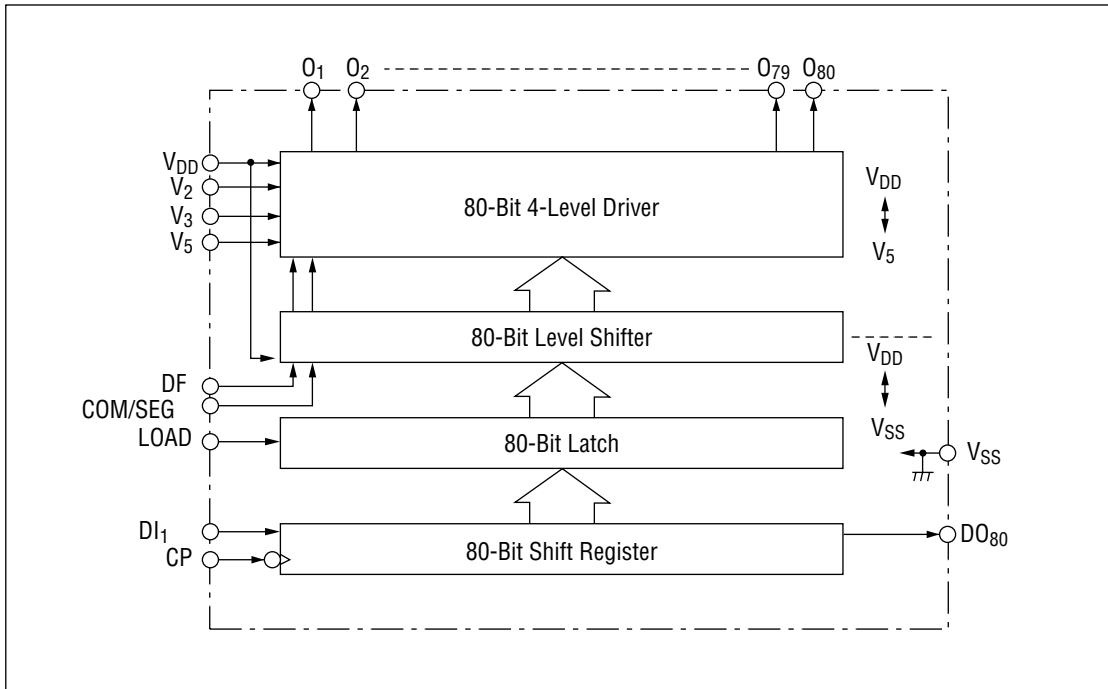 O1 O2 O79 O80
VDD
V2
V3
V5
80-Bit 4-Level Driver
VDD
V5
80-Bit Level Shifter
VDD
VSS
DF
COM/SEG
LOAD
80-Bit Latch
VSS
DI1
CP
80-Bit Shift Register
DO80